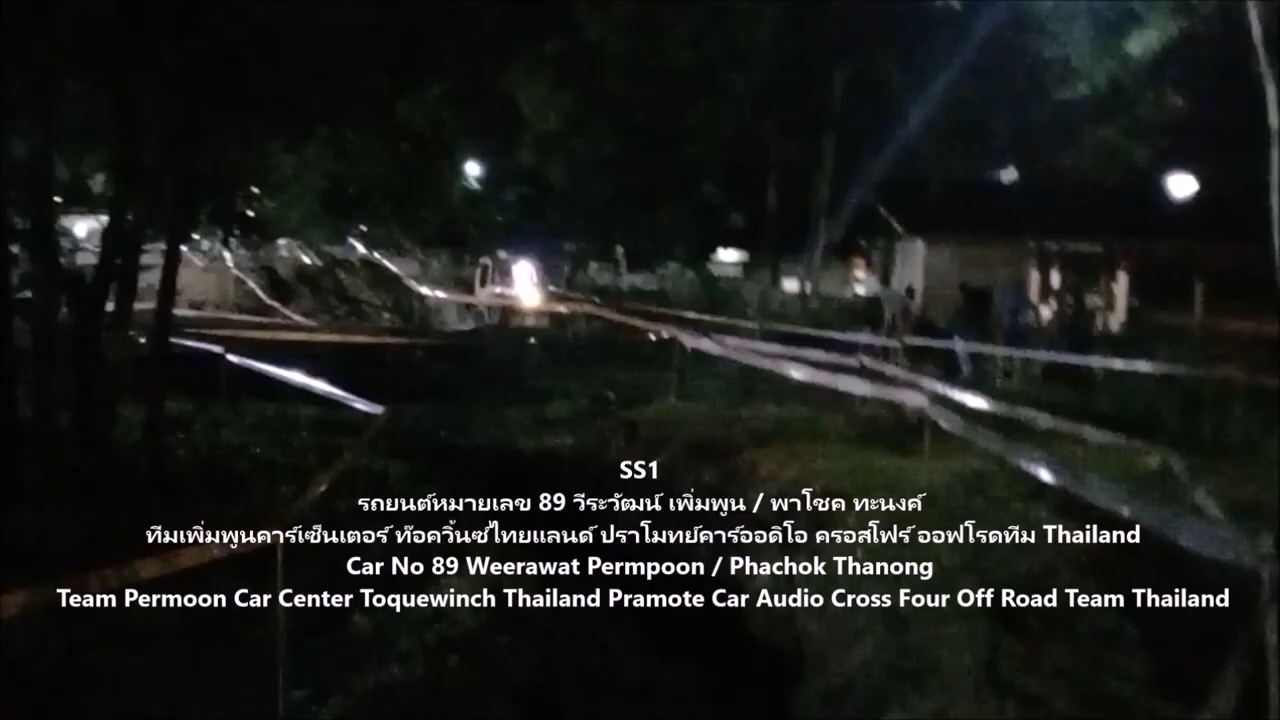 SS1
รถยนต์หมายเลข 89 วีระวัฒน์ เพิ่มพูน / พาโชค ทะนงค์
ทีมเพิ่มพูนคาร์เซ็นเตอร์ ท๊อควิ้นซ์ไทยแลนด์ ปราโมทย์คาร์ออดิโอ ครอสโฟร์ ออฟโรดทีม Thailand
Car No 89 Weerawat Permpoon / Phachok Thanong
Team Permoon Car Center Toquewinch Thailand Pramote Car Audio Cross Four Off Road Team Thailand